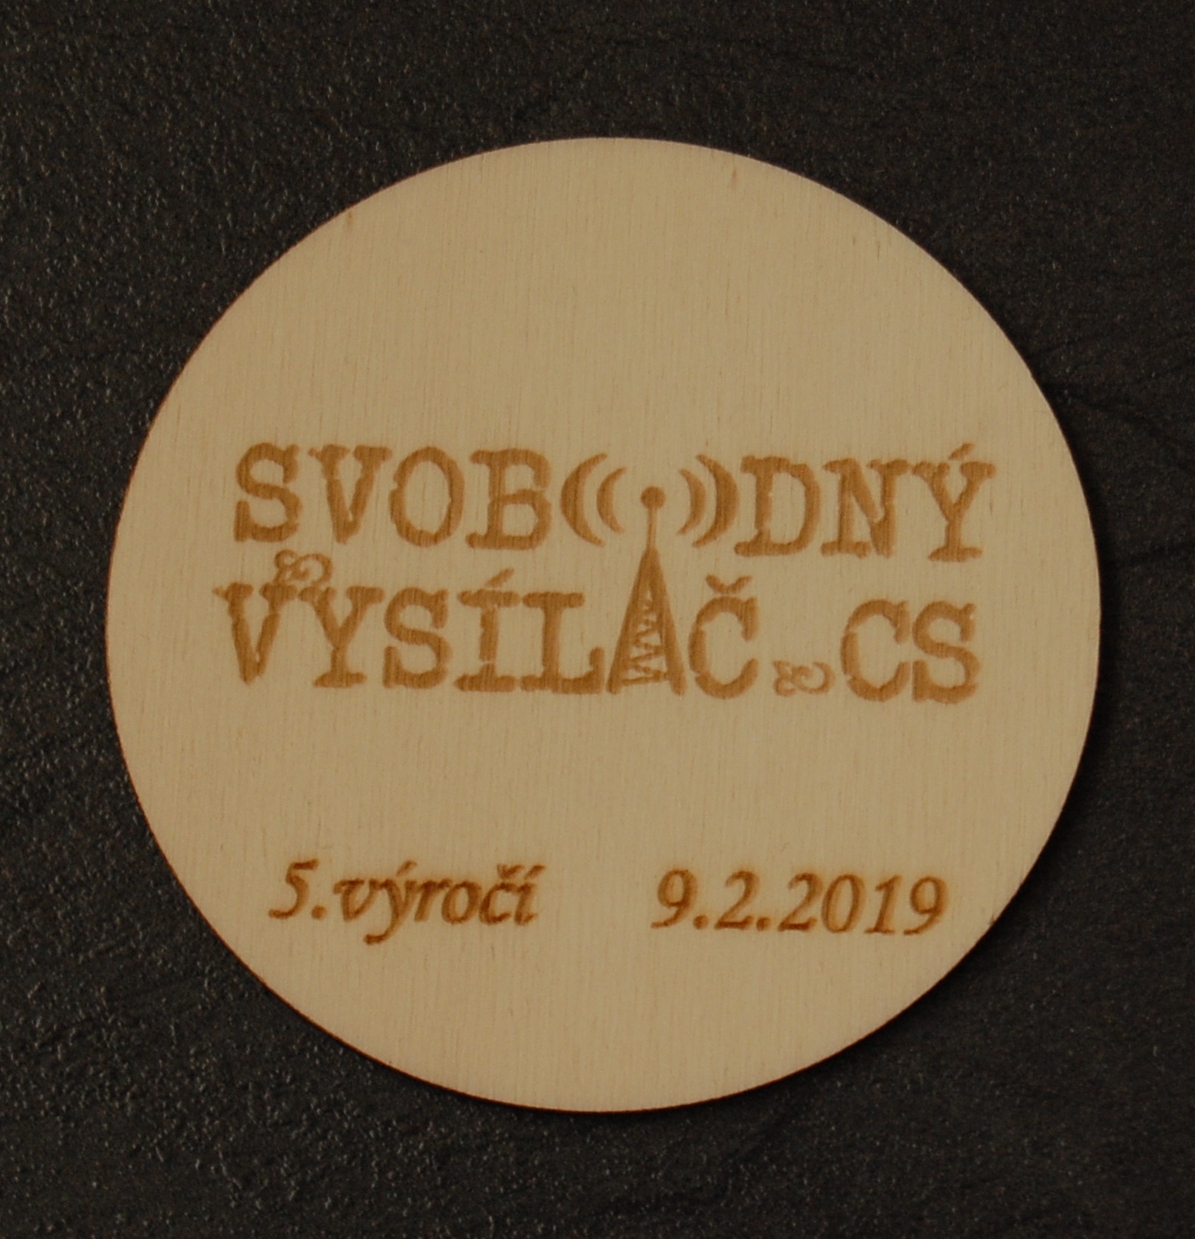 SVOBODNÝ
VYSÍLAČ.CS
5.výročí 9.2.2019